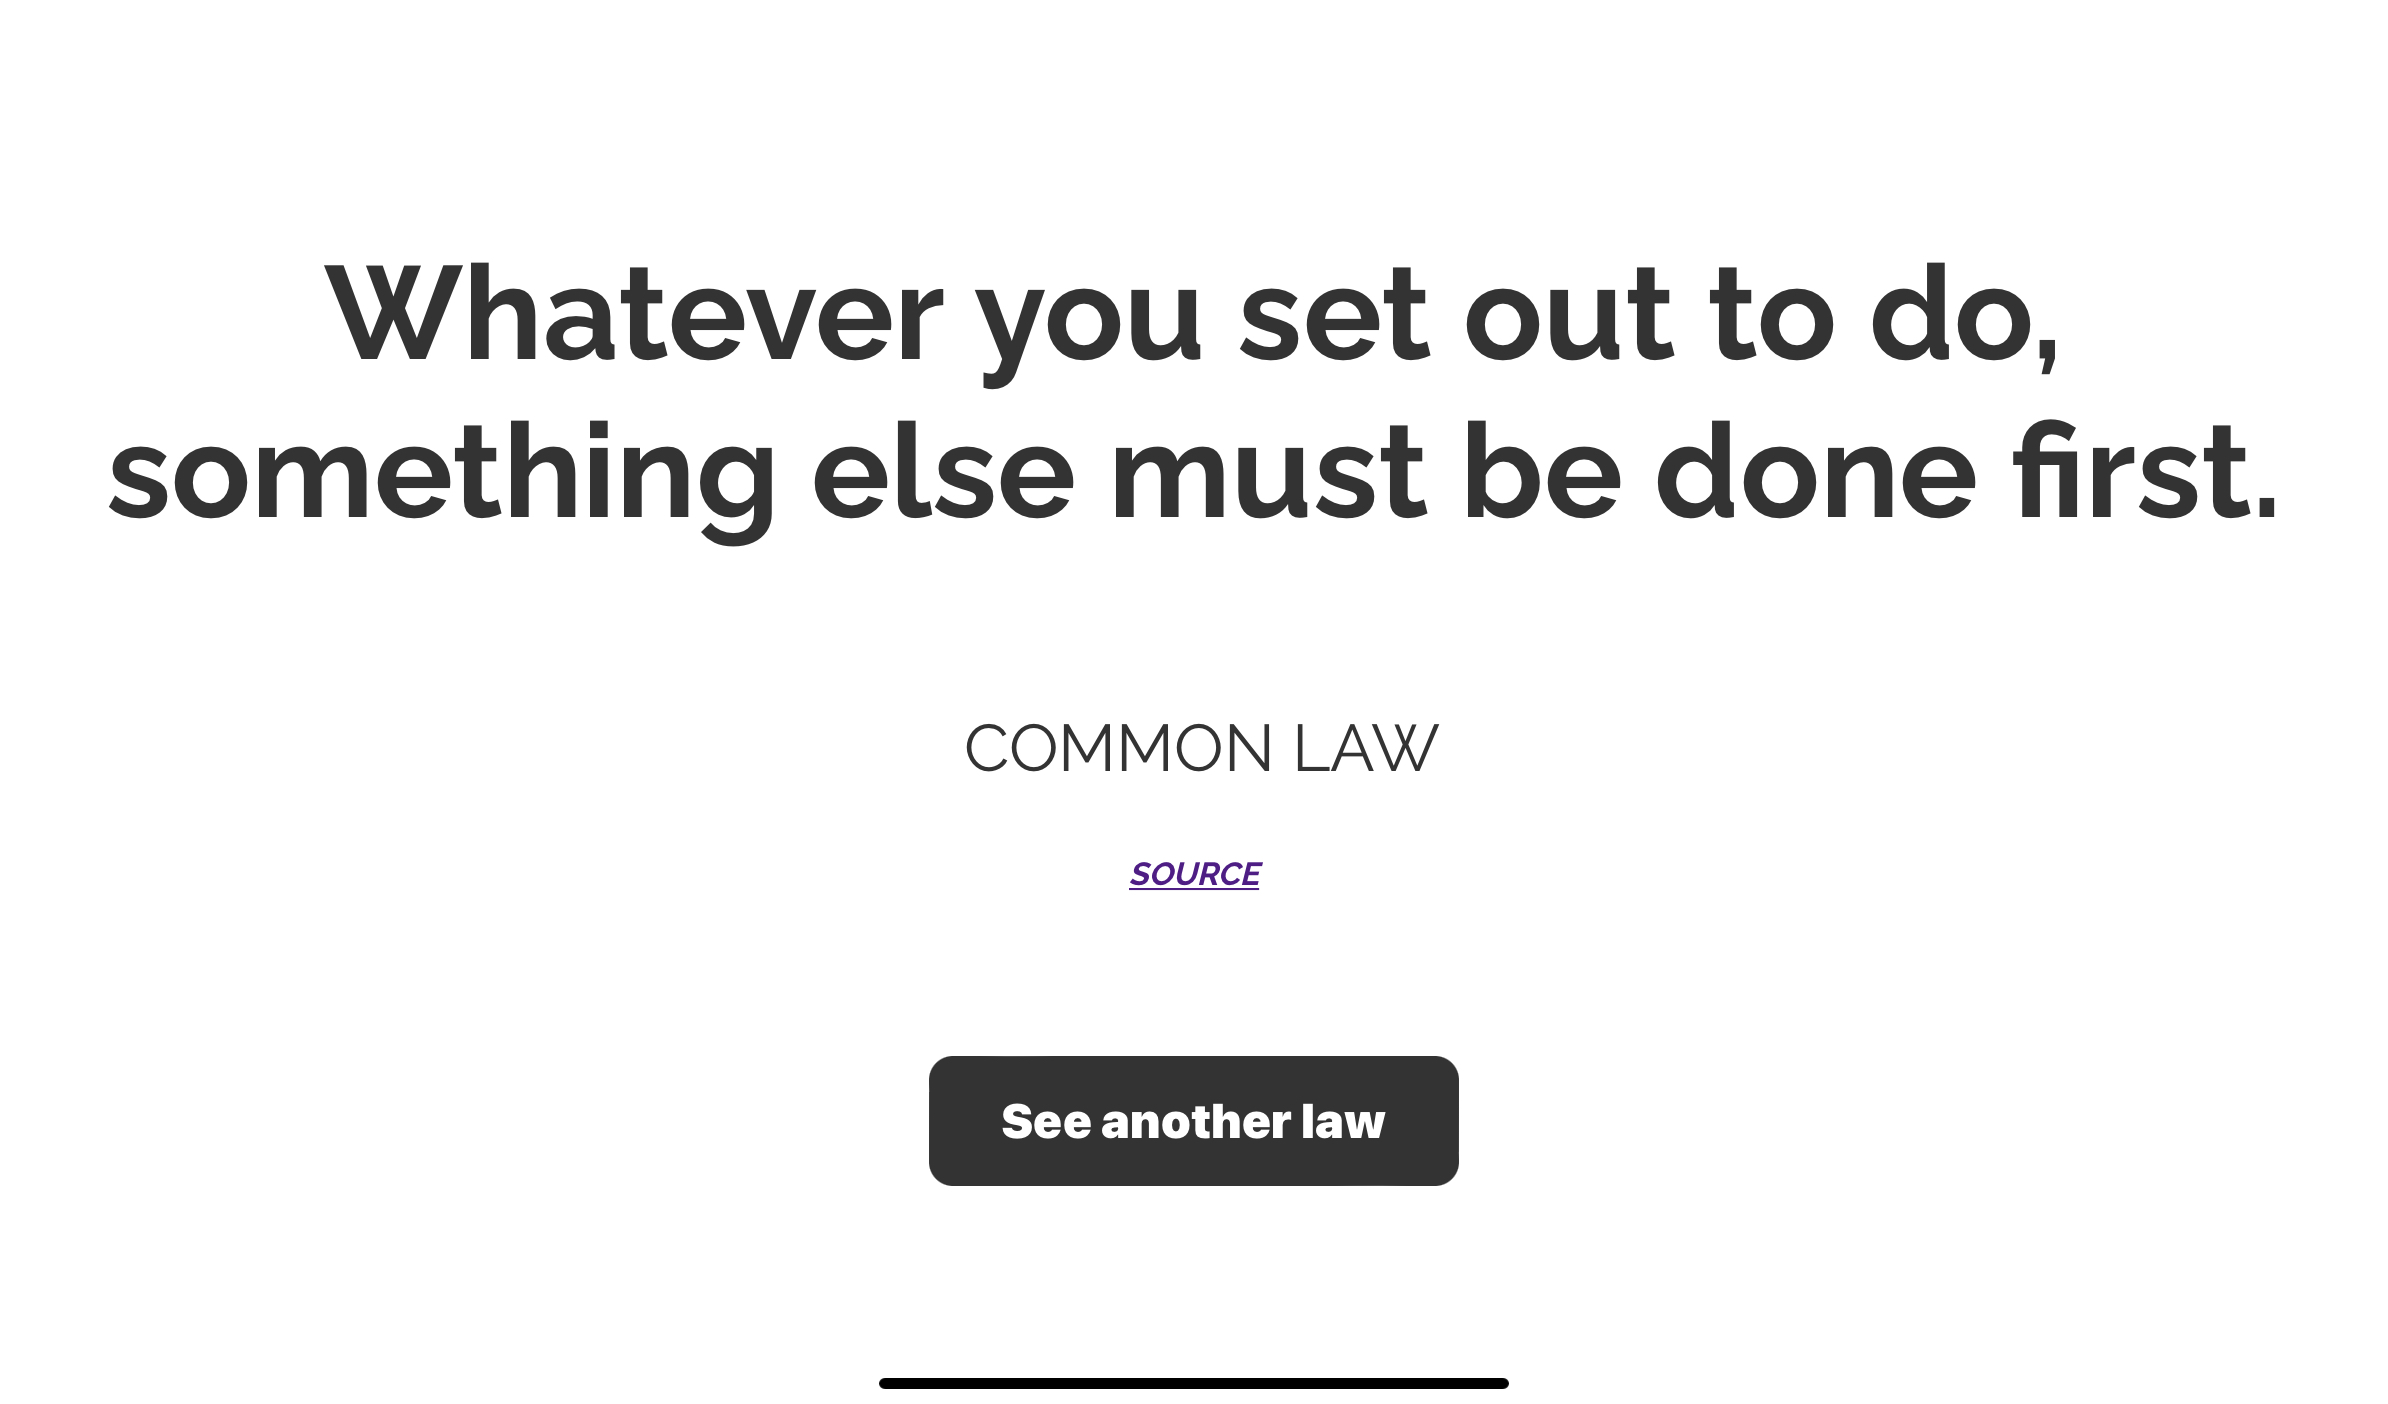 Whatever you set out to do,
something else must be done first.
COMMON LAW
SOURCE
See another law